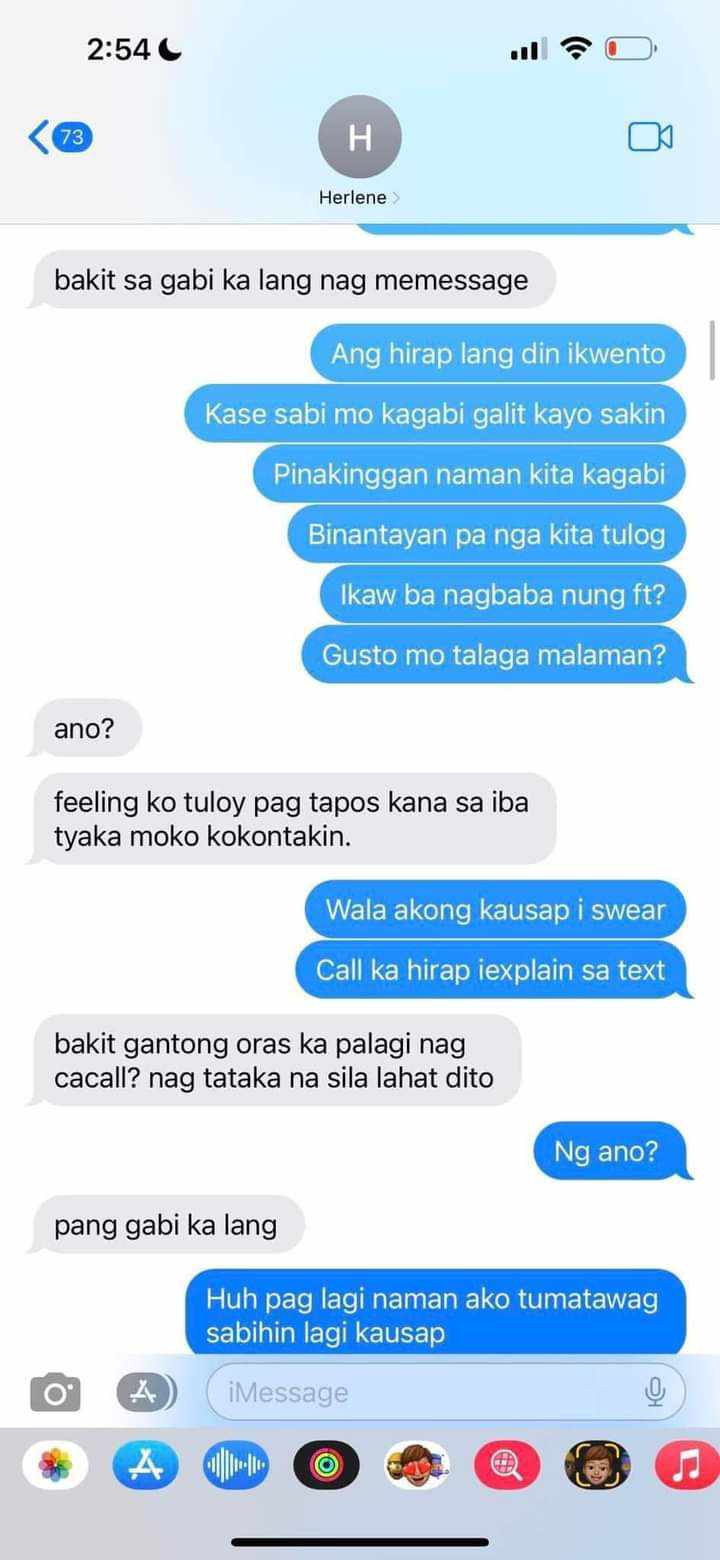 2:54
73
H
Herlene
bakit sa gabi ka lang nag memessage
Ang hirap lang din ikwento
Kase sabi mo kagabi galit kayo sakin
Pinakinggan naman kita kagabi
Binantayan pa nga kita tulog
Ikaw ba nagbaba nung ft?
Gusto mo talaga malaman?
ano?
feeling ko tuloy pag tapos kana sa iba
tyaka moko kokontakin.
Wala akong kausap i swear
Call ka hirap iexplain sa text
bakit gantong oras ka palagi nag
cacall? nag tataka na sila lahat dito
Ng ano?
pang gabi ka lang
Huh pag lagi naman ako tumatawag
sabihin lagi kausap
iMessage